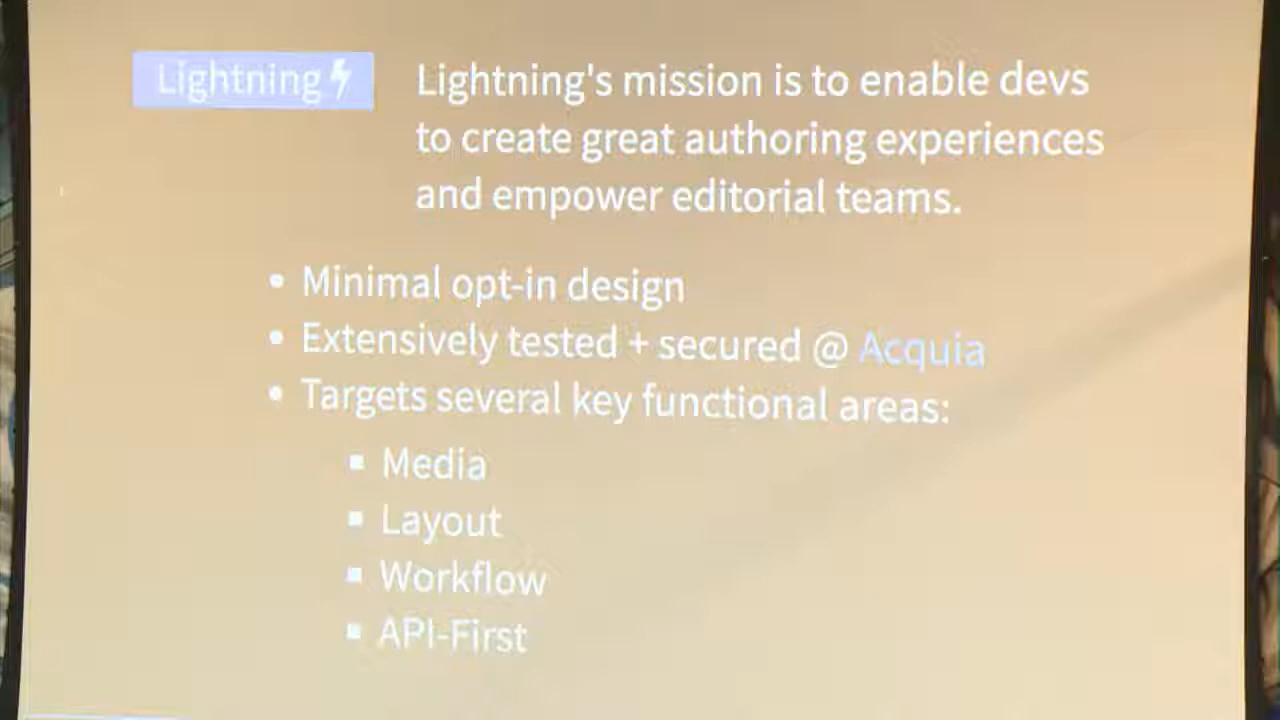 Lightning⚡
Lightning's mission is to enable devs
to create great authoring experiences
and empower editorial teams.
• Minimal opt-in design
• Extensively tested + secured @ Acquia
• Targets several key functional areas:
▪ Media
▪ Layout
▪ Workflow
▪ API-First